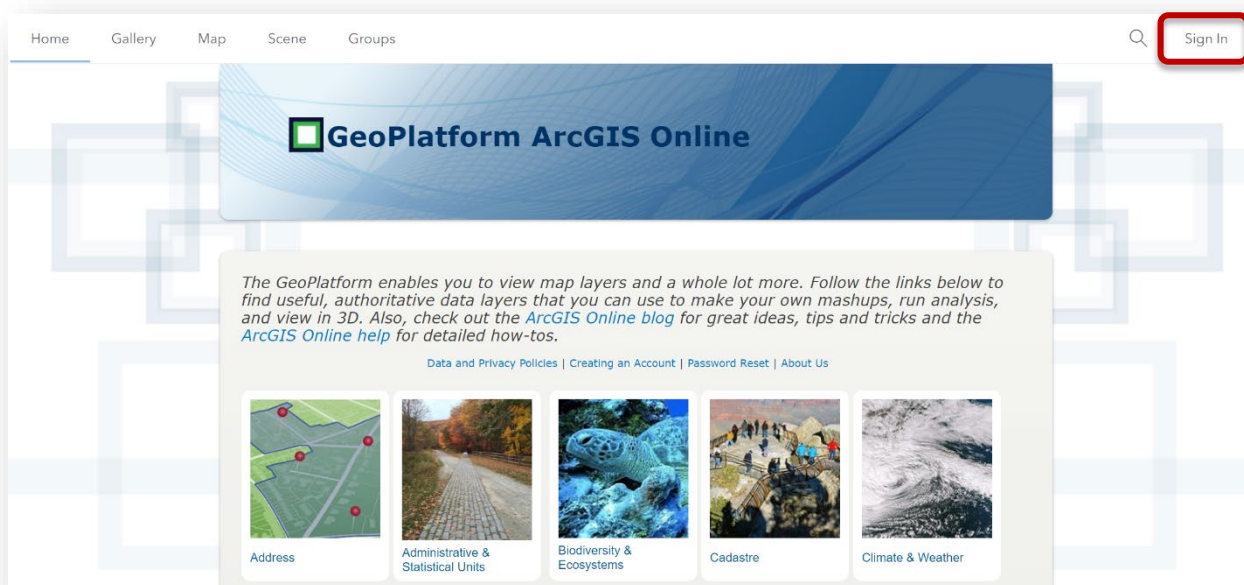 Home Gallery Map Scene Groups Sign In
GeoPlatform ArcGIS Online
The GeoPlatform enables you to view map layers and a whole lot more. Follow the links below to
find useful, authoritative data layers that you can use to make your own mashups, run analysis,
and view in 3D. Also, check out the ArcGIS Online blog for great ideas, tips and tricks and the
ArcGIS Online help for detailed how-tos.
Data and Privacy Policies | Creating an Account | Password Reset | About Us
Address
Administrative &
Statistical Units
Biodiversity &
Ecosystems
Cadastre
Climate & Weather